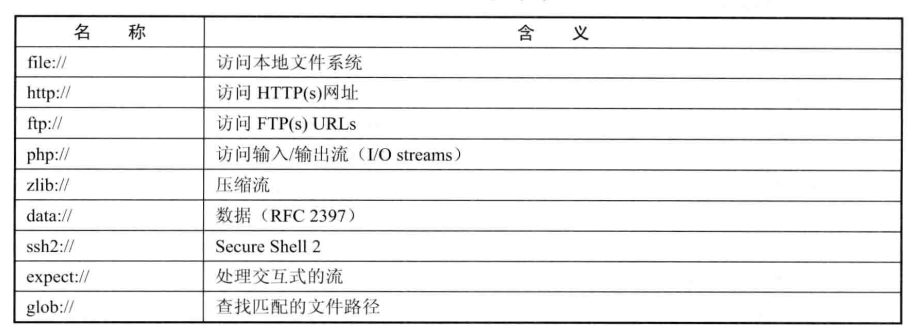 名 称 含 义
file:// 访问本地文件系统
http:// 访问 HTTP(s)网址
ftp:// 访问 FTP(s) URLs
php:// 访问输入/输出流（I/O streams）
zlib:// 压缩流
data:// 数据（RFC 2397）
ssh2:// Secure Shell 2
expect:// 处理交互式的流
glob:// 查找匹配的文件路径